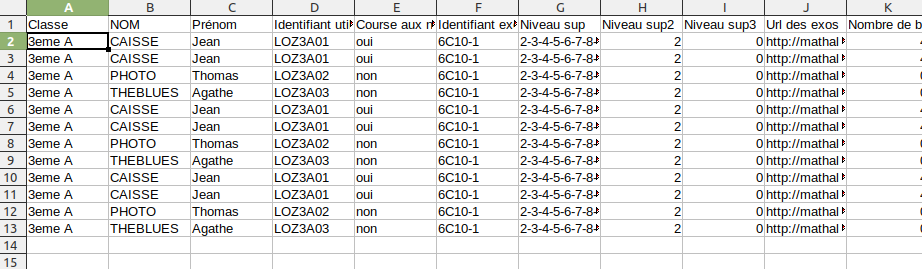 A B C D E F G H I J K
1 Classe NOM Prénom Identifiant uti Course aux Identifiant ex Niveau sup Niveau sup2 Niveau sup3 Url des exos Nombre de b
2 3eme A CAISSE Jean LOZ3A01 oui 6C10-1 2-3-4-5-6-7-8- 2 0 http://mathal
3 3eme A CAISSE Jean LOZ3A01 oui 6C10-1 2-3-4-5-6-7-8- 2 0 http://mathal
4 3eme A PHOTO Thomas LOZ3A02 non 6C10-1 2-3-4-5-6-7-8- 2 0 http://mathal
5 3eme A THEBLUES Agathe LOZ3A03 non 6C10-1 2-3-4-5-6-7-8- 2 0 http://mathal
6 3eme A CAISSE Jean LOZ3A01 oui 6C10-1 2-3-4-5-6-7-8- 2 0 http://mathal
7 3eme A CAISSE Jean LOZ3A01 oui 6C10-1 2-3-4-5-6-7-8- 2 0 http://mathal
8 3eme A PHOTO Thomas LOZ3A02 non 6C10-1 2-3-4-5-6-7-8- 2 0 http://mathal
9 3eme A THEBLUES Agathe LOZ3A03 non 6C10-1 2-3-4-5-6-7-8- 2 0 http://mathal
10 3eme A CAISSE Jean LOZ3A01 oui 6C10-1 2-3-4-5-6-7-8- 2 0 http://mathal
11 3eme A CAISSE Jean LOZ3A01 oui 6C10-1 2-3-4-5-6-7-8- 2 0 http://mathal
12 3eme A PHOTO Thomas LOZ3A02 non 6C10-1 2-3-4-5-6-7-8- 2 0 http://mathal
13 3eme A THEBLUES Agathe LOZ3A03 non 6C10-1 2-3-4-5-6-7-8- 2 0 http://mathal
14
15